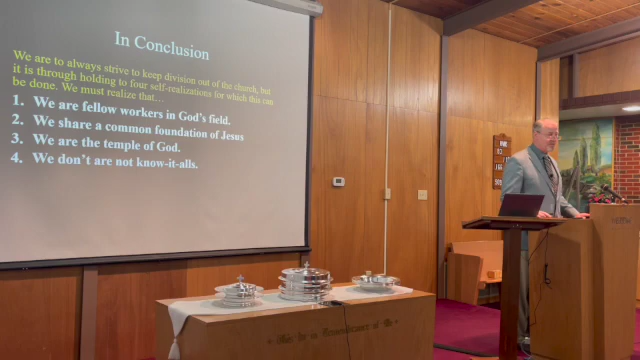 In Conclusion
We are to always strive to keep division out of the church, but
it is through holding to four self-realizations for which this can
be done. We must realize that…
1. We are fellow workers in God's field.
2. We share a common foundation of Jesus
3. We are the temple of God.
4. We don't are not know-it-alls.